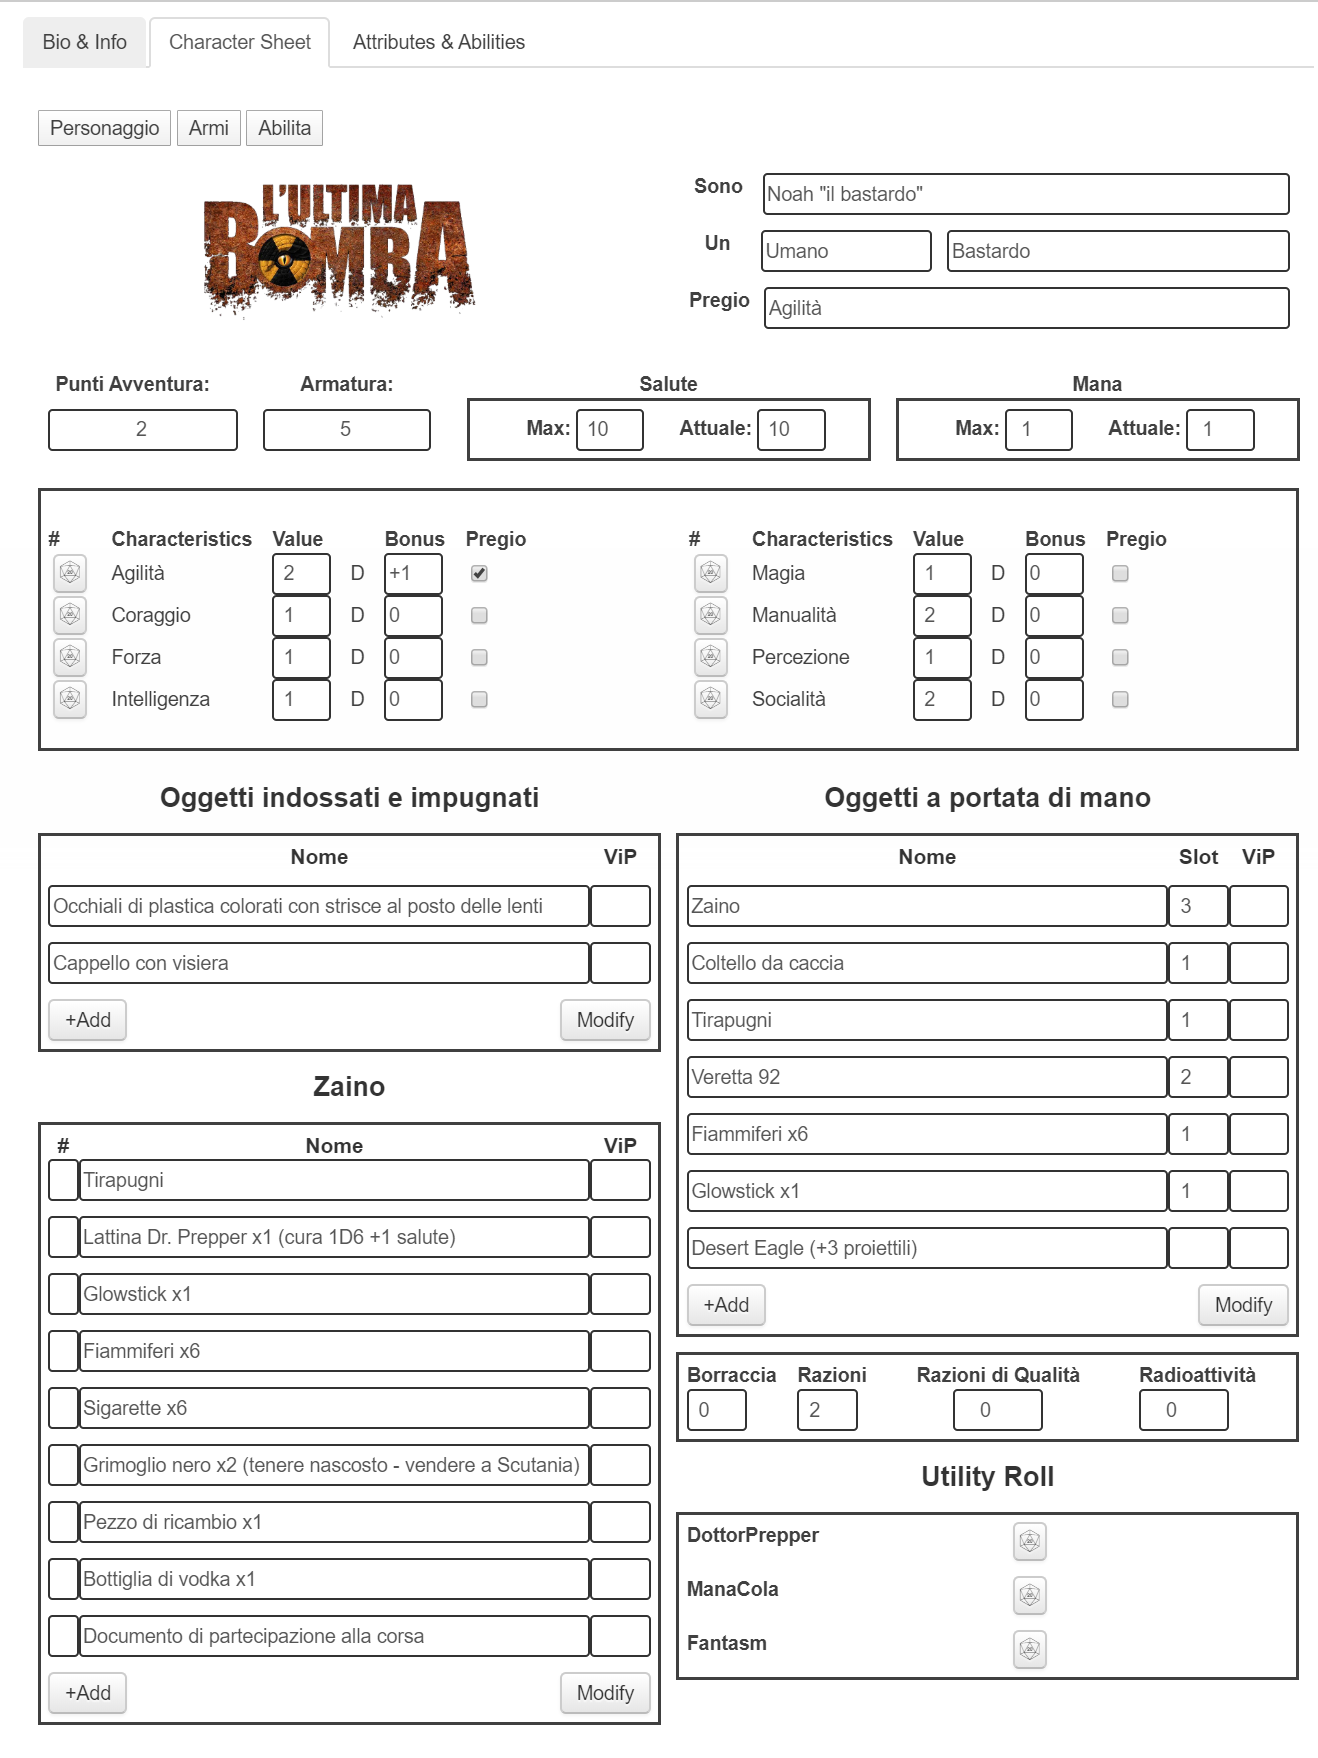 Bio & Info Character Sheet Attributes & Abilities
Personaggio Armi Abilita
L'ULTIMA
BOMBA
Sono Noah "il bastardo"
Un Umano Bastardo
Pregio Agilità
Punti Avventura: Armatura: Salute Mana
2 5 Max: 10 Attuale: 10 Max: 1 Attuale: 1
# Characteristics Value Bonus Pregio # Characteristics Value Bonus Pregio
Agilità 2 D +1 Magia 1 D 0
Coraggio 1 D 0 Manualità 2 D 0
Forza 1 D 0 Percezione 1 D 0
Intelligenza 1 D 0 Socialità 2 D 0
Oggetti indossati e impugnati
Nome ViP
Occhiali di plastica colorati con strisce al posto delle lenti
Cappello con visiera
+Add Modify
Zaino
# Nome ViP
Tirapugni
Lattina Dr. Prepper x1 (cura 1D6 +1 salute)
Glowstick x1
Fiammiferi x6
Sigarette x6
Grimoglio nero x2 (tenere nascosto - vendere a Scutania)
Pezzo di ricambio x1
Bottiglia di vodka x1
Documento di partecipazione alla corsa
+Add Modify
Oggetti a portata di mano
Nome Slot ViP
Zaino 3
Coltello da caccia 1
Tirapugni 1
Veretta 92 2
Fiammiferi x6 1
Glowstick x1 1
Desert Eagle (+3 proiettili)
+Add Modify
Borraccia Razioni Razioni di Qualità Radioattività
0 2 0 0
Utility Roll
DottorPrepper
ManaCola
Fantasm